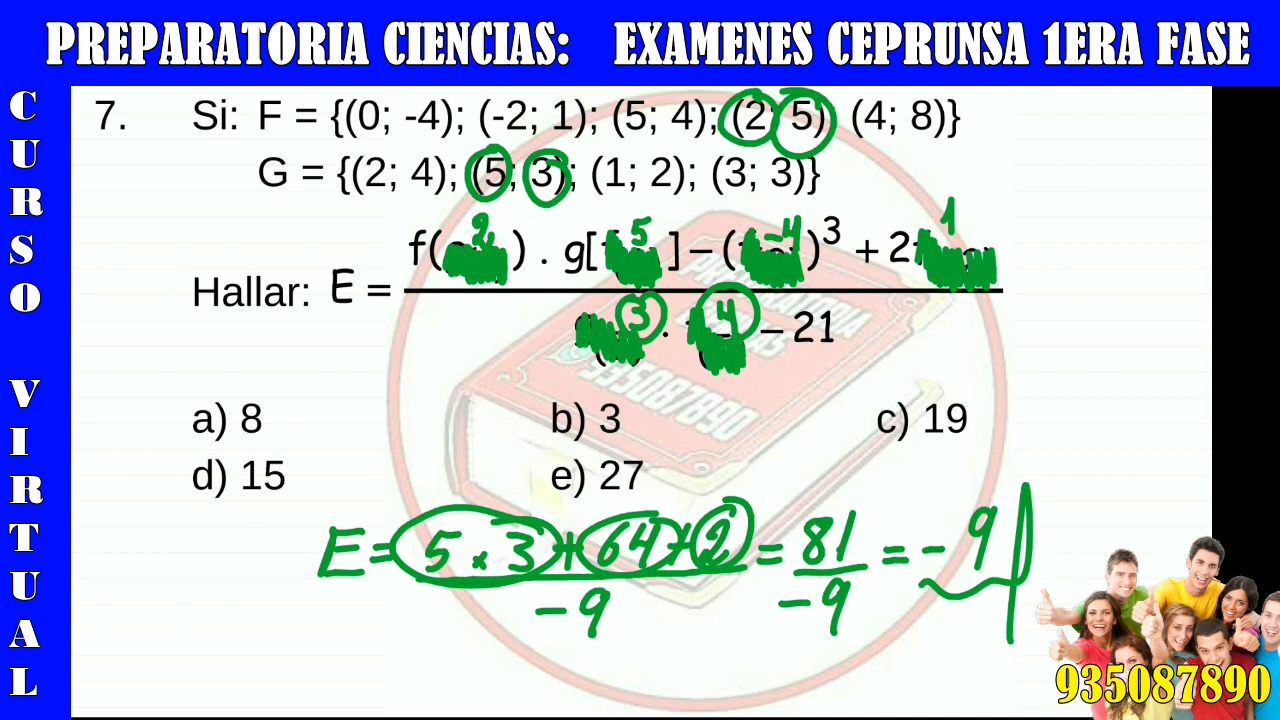 PREPARATORIA CIENCIAS: EXAMENES CEPRUNSA 1ERA FASE
CURSO VIRTUAL
7. Si: F = {(0; -4); (-2; 1); (5; 4); (2; 5) (4; 8)}
G = {(2; 4); (5; 3); (1; 2); (3; 3)}
f( 2 ) . g[ 5 ] – ( -4 )³ + 2 1
Hallar: E =
3 . 4 – 21
a) 8 b) 3 c) 19
d) 15 e) 27
E = 5 x 3 + 64 + 2 = 81 = - 9
-9 -9
PREPARATORIA
935087890
935087890